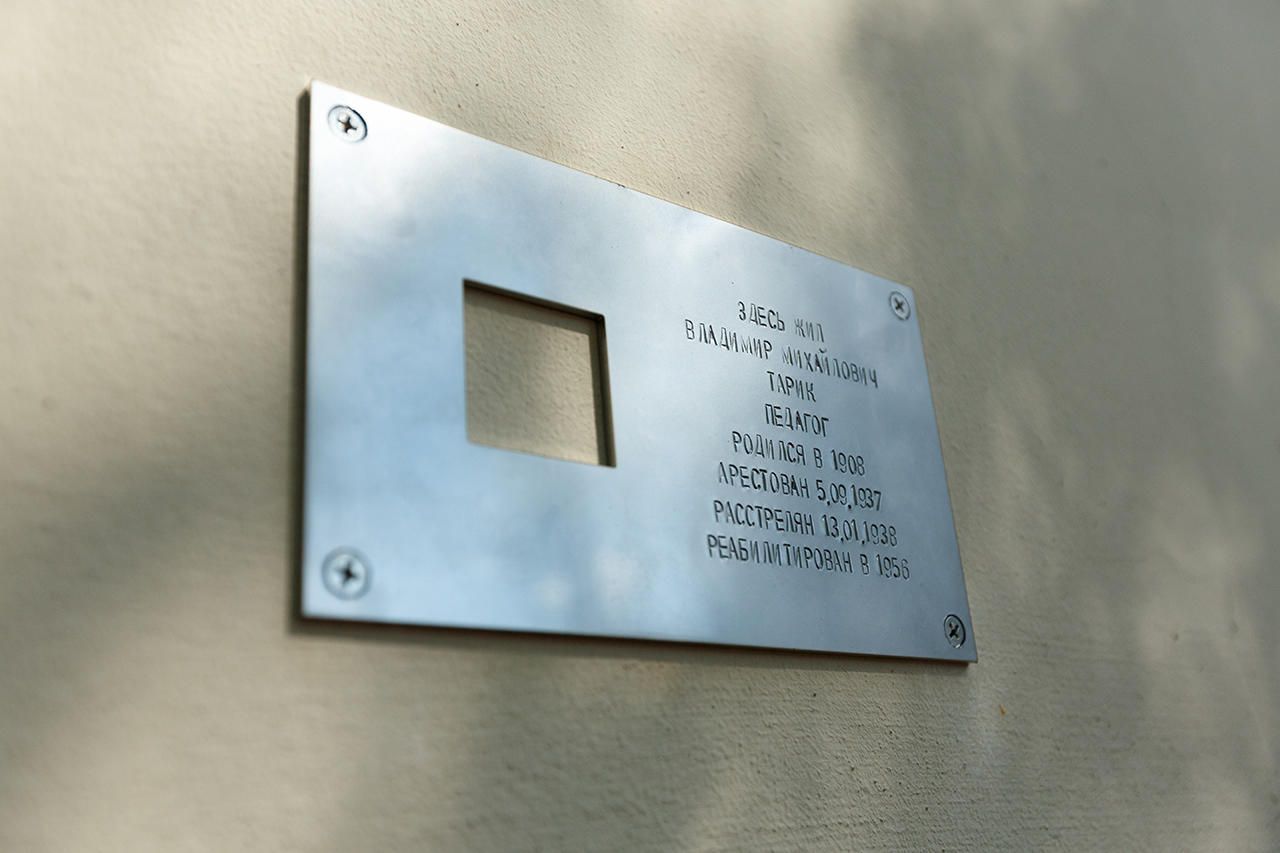 ЗДЕСЬ ЖИЛ
ВЛАДИМИР МИХАЙЛОВИЧ
ТАРИК
ПЕДАГОГ
РОДИЛСЯ В 1908
АРЕСТОВАН 5,09,1937
РАССТРЕЛЯН 13,01,1938
РЕАБИЛИТИРОВАН В 1956